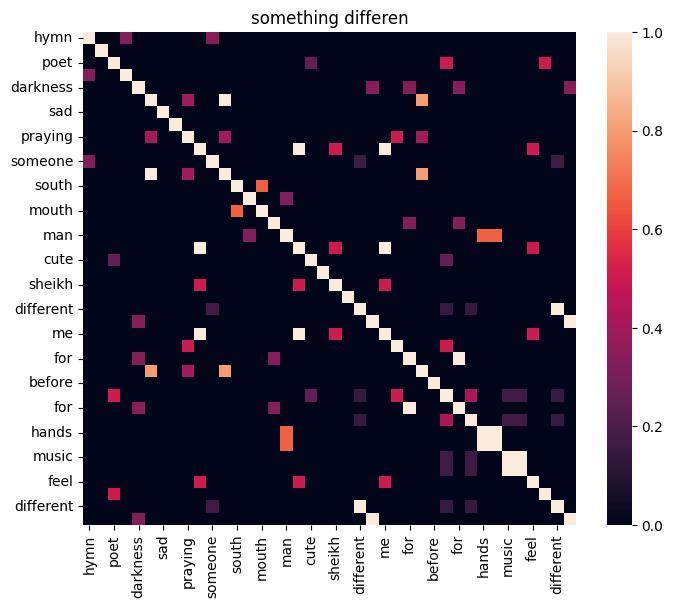 something differen
hymn
poet
darkness
sad
praying
someone
south
mouth
man
cute
sheikh
different
me
for
before
for
hands
music
feel
different
1.0
0.8
0.6
0.4
0.2
0.0
hymn
poet
darkness
sad
praying
someone
south
mouth
man
cute
sheikh
different
me
for
before
for
hands
music
feel
different